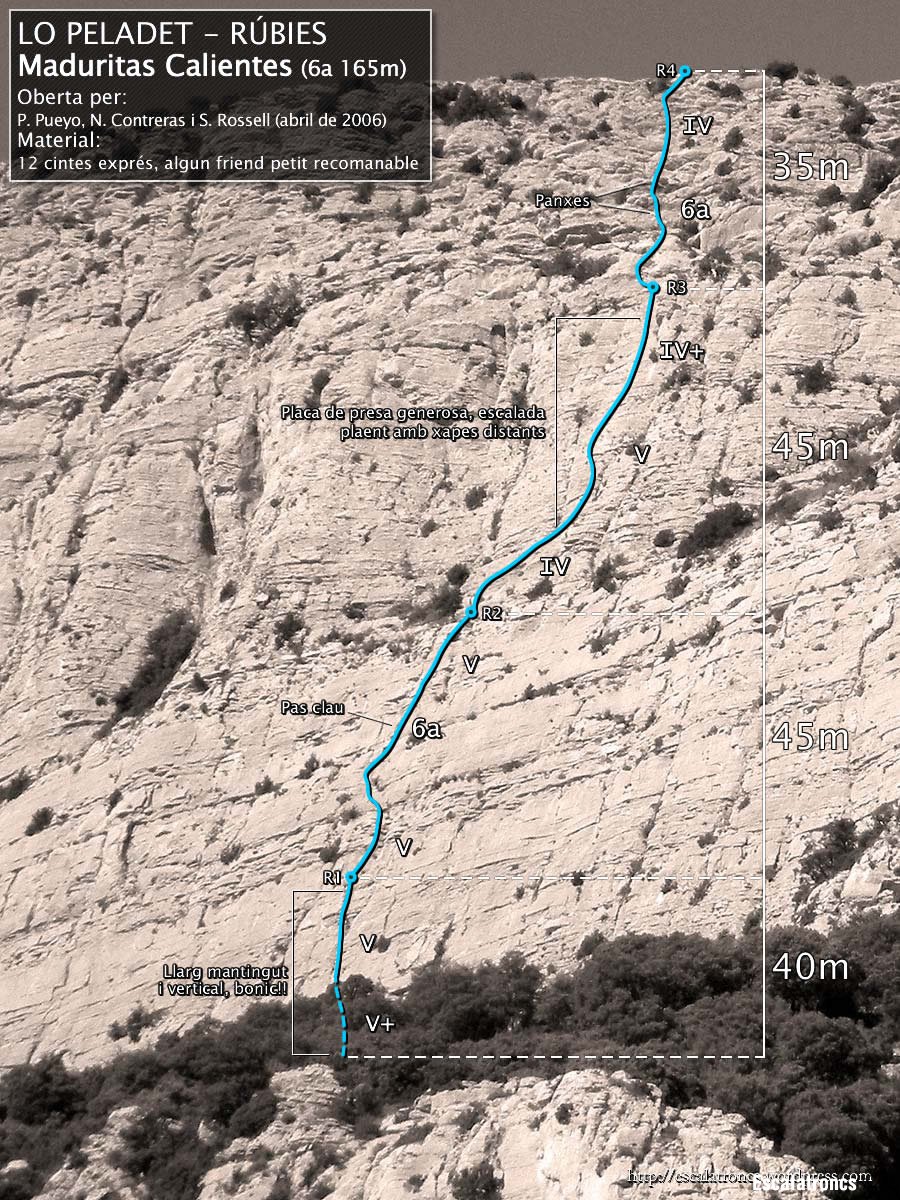 LO PELADET - RÚBIES
Maduritas Calientes (6a 165m)
Oberta per:
P. Pueyo, N. Contreras i S. Rossell (abril de 2006)
Material:
12 cintes exprés, algun friend petit recomanable
R4
IV
35m
Panxes
6a
R3
IV+
Placa de presa generosa, escalada
plaent amb xapes distants
45m
V
IV
R2
V
Pas clau
6a
45m
V
R1
V
Llarg mantingut
i vertical, bonic!!
40m
V+
http://escalatroncs.wordpress.com
Escalatroncs